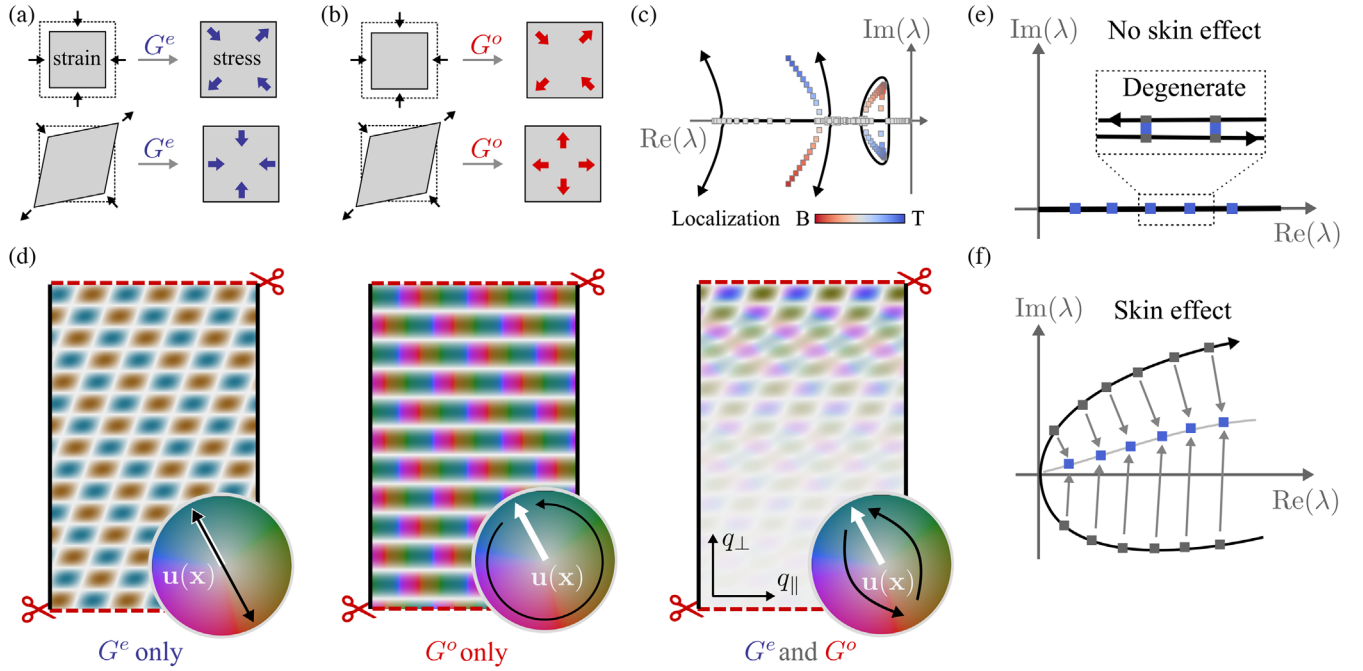 (a)
strain
G^e
stress
G^e
(b)
G^o
G^o
(c)
Im(λ)
Re(λ)
Localization B T
(d)
u(x)
G^e only
u(x)
G^o only
q_⊥
q_∥
u(x)
G^e and G^o
(e)
Im(λ)
No skin effect
Degenerate
Re(λ)
(f)
Im(λ)
Skin effect
Re(λ)